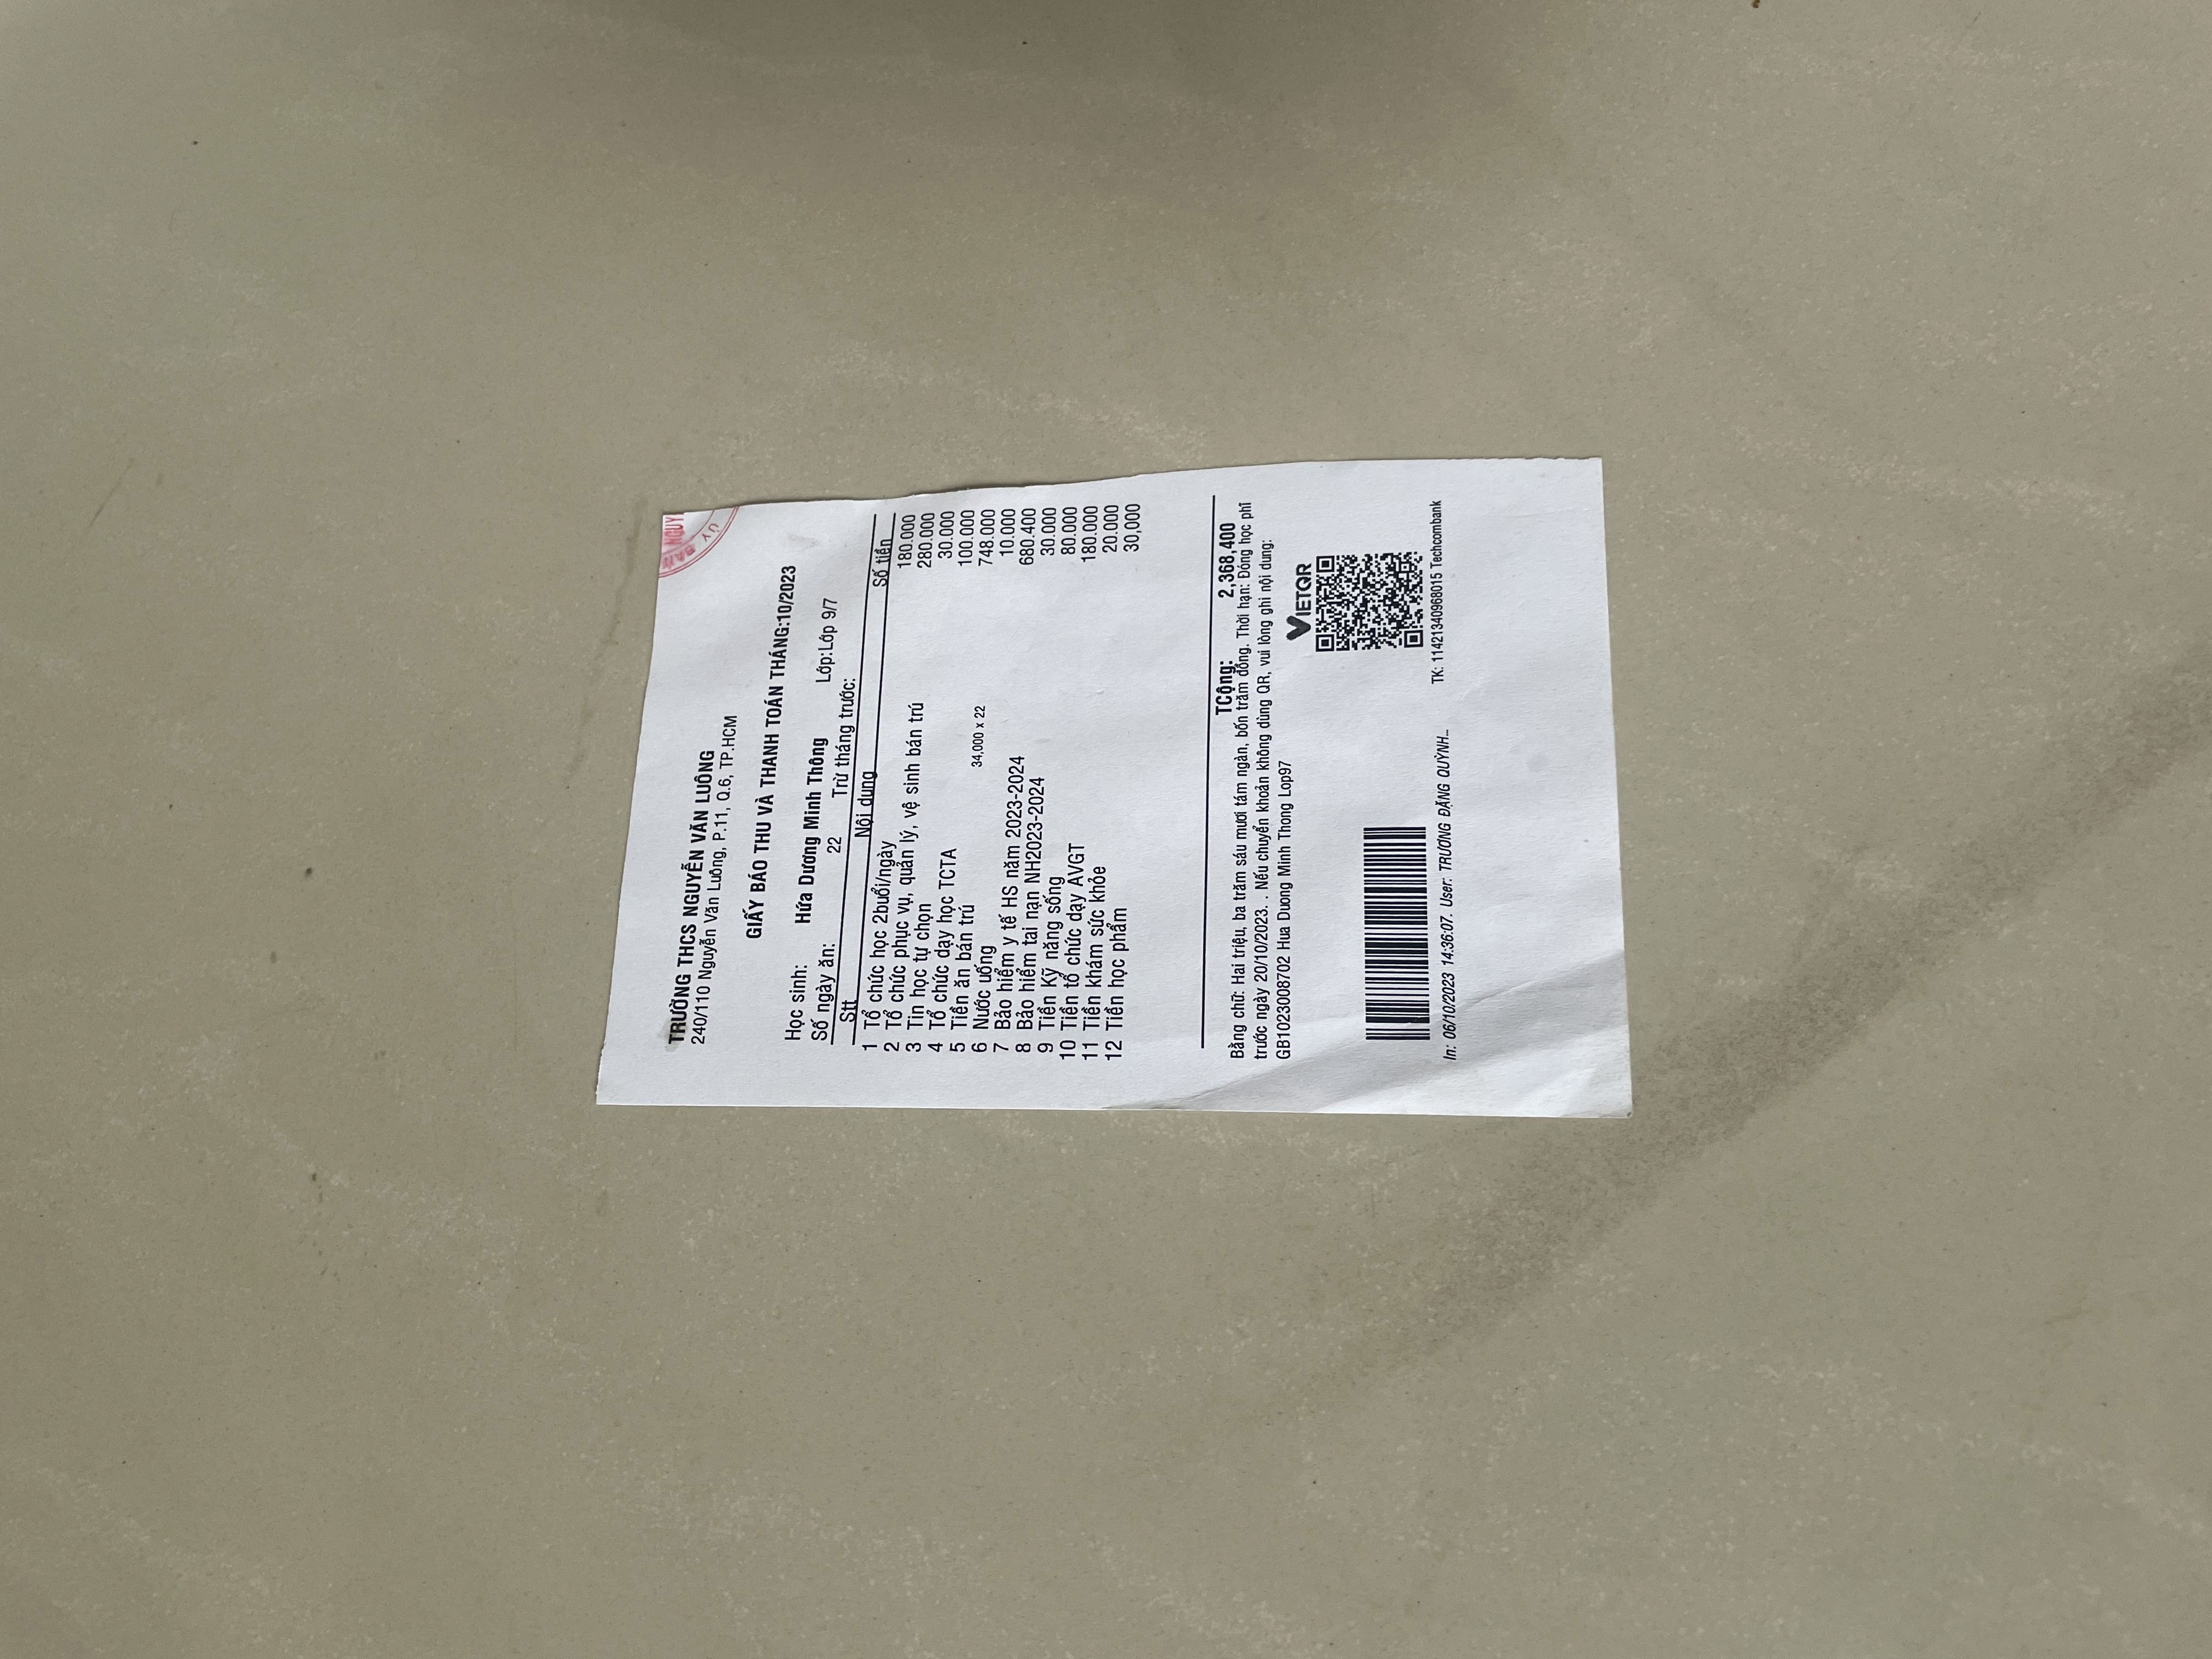 TRƯỜNG THCS NGUYỄN VĂN LUÔNG
240/110 Nguyễn Văn Luông, P.11, Q.6, TP.HCM
ỦY BAN
NGUY
GIẤY BÁO THU VÀ THANH TOÁN THÁNG:10/2023
Học sinh: Hứa Dương Minh Thông Lớp:Lớp 9/7
Số ngày ăn: 22 Trừ tháng trước:
Stt Nội dung Số tiền
1 Tổ chức học 2buổi/ngày 180.000
2 Tổ chức phục vụ, quản lý, vệ sinh bán trú 280.000
3 Tin học tự chọn 30.000
4 Tổ chức dạy học TCTA 100.000
5 Tiền ăn bán trú 34,000 x 22 748.000
6 Nước uống 10.000
7 Bảo hiểm y tế HS năm 2023-2024 680.400
8 Bảo hiểm tai nạn NH2023-2024 30.000
9 Tiền Kỹ năng sống 80.000
10 Tiền tổ chức dạy AVGT 180.000
11 Tiền khám sức khỏe 20.000
12 Tiền học phẩm 30,000
TCộng: 2,368,400
Bằng chữ: Hai triệu, ba trăm sáu mươi tám ngàn, bốn trăm đồng. Thời hạn: Đóng học phí
trước ngày 20/10/2023. . Nếu chuyển khoản không dùng QR, vui lòng ghi nội dung:
GB1023008702 Hua Duong Minh Thong Lop97
VIETQR
In: 06/10/2023 14:36:07. User: TRƯƠNG ĐẶNG QUỲNH...
TK: 11421340968015 Techcombank